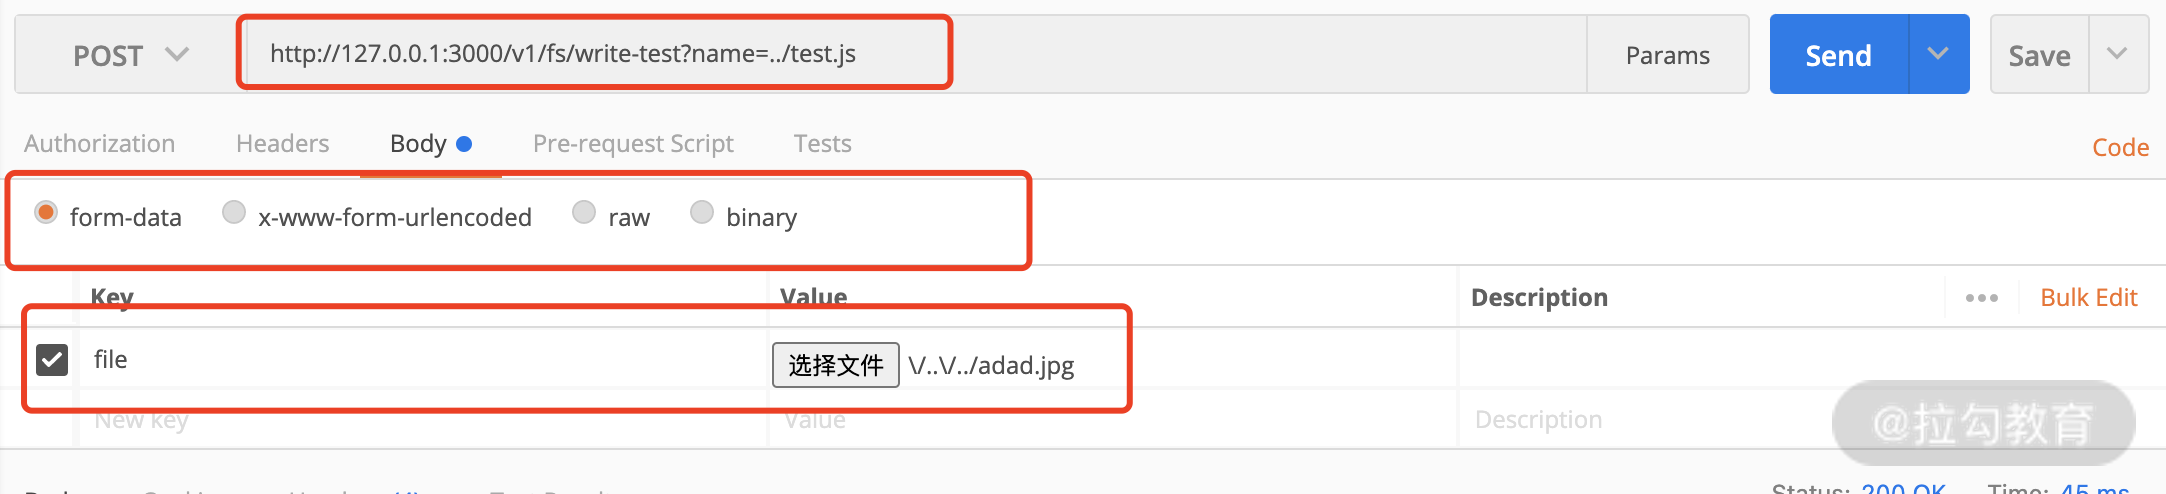 POST http://127.0.0.1:3000/v1/fs/write-test?name=../test.js Params Send Save
Authorization Headers Body Pre-request Script Tests Code
form-data x-www-form-urlencoded raw binary
Key Value Description ••• Bulk Edit
file 选择文件 \/..\/../adad.jpg
New key Value Description
@拉勾教育
Status: 200 OK Time: 45 ms